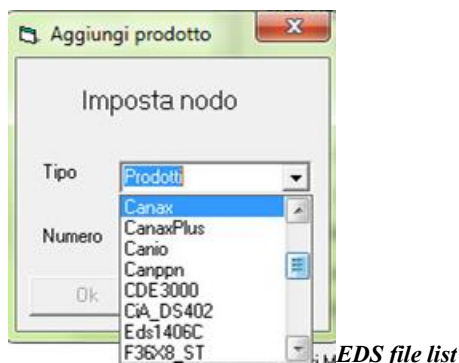 Aggiungi prodotto
Imposta nodo
Tipo
Prodotti
Canax
CanaxPlus
Numero
Canio
Canppn
CDE3000
Ok
CiA_DS402
Eds1406C
F36X8_ST
EDS file list